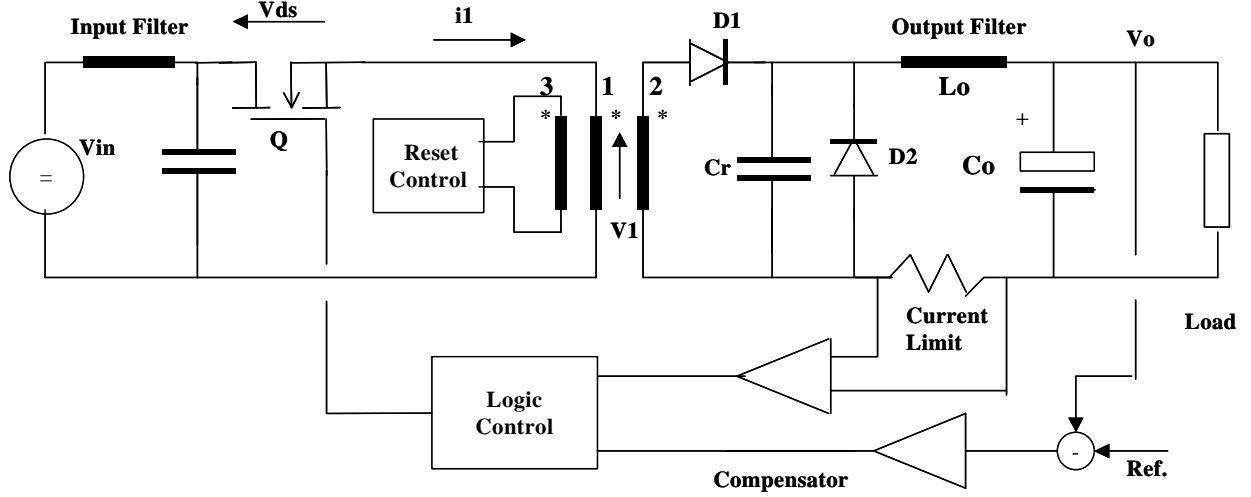 Vds
i1
D1
Input Filter
Output Filter
Vo
3
1
2
*
*
*
Lo
Q
+
Vin
Reset
Control
Cr
D2
Co
=
V1
Current
Limit
Load
Logic
Control
-
Ref.
Compensator